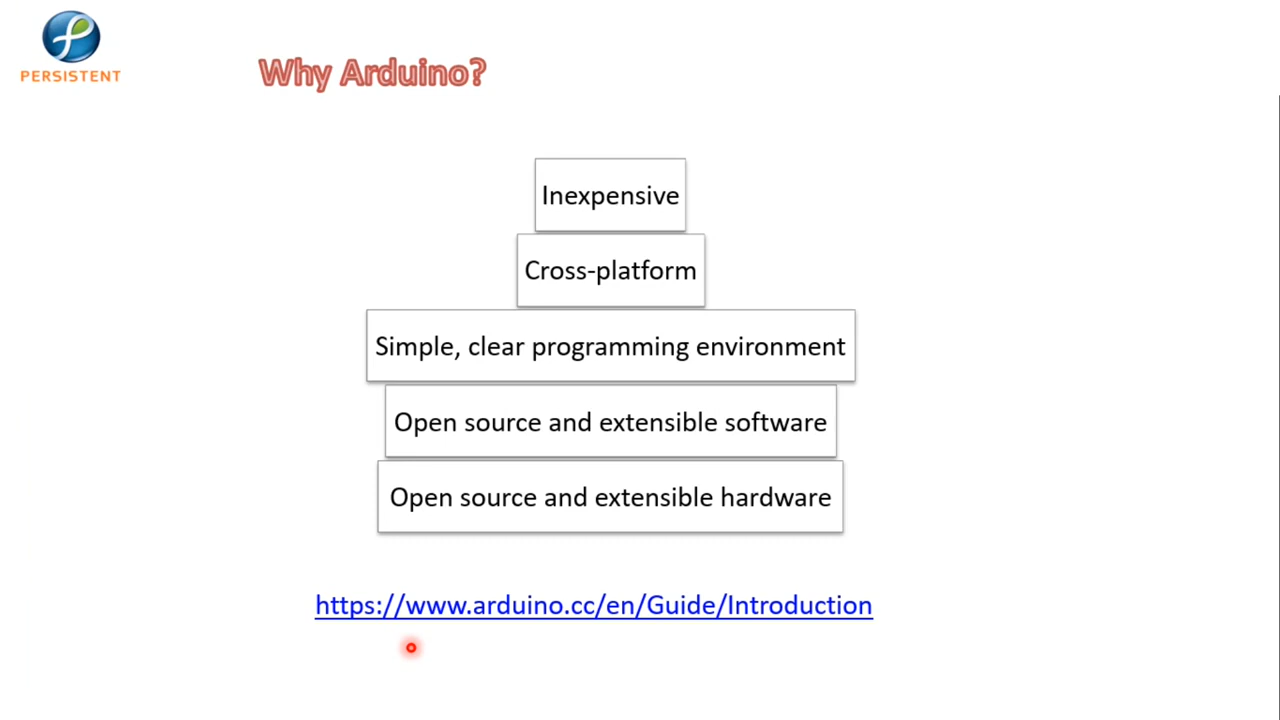 PERSISTENT
Why Arduino?
Inexpensive
Cross-platform
Simple, clear programming environment
Open source and extensible software
Open source and extensible hardware
https://www.arduino.cc/en/Guide/Introduction